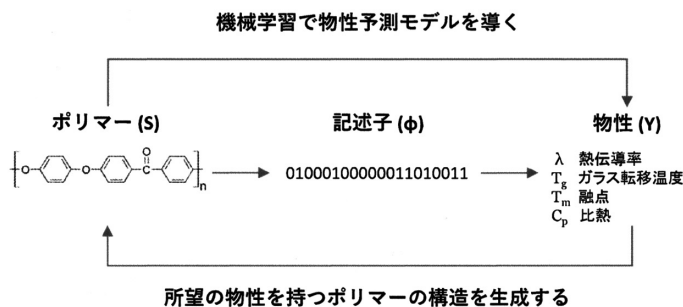 機械学習で物性予測モデルを導く
ポリマー (S)
記述子 (φ)
物性 (Y)
O
O
C
O
n
01000100000011010011
λ 熱伝導率
Tg ガラス転移温度
Tm 融点
Cp 比熱
所望の物性を持つポリマーの構造を生成する